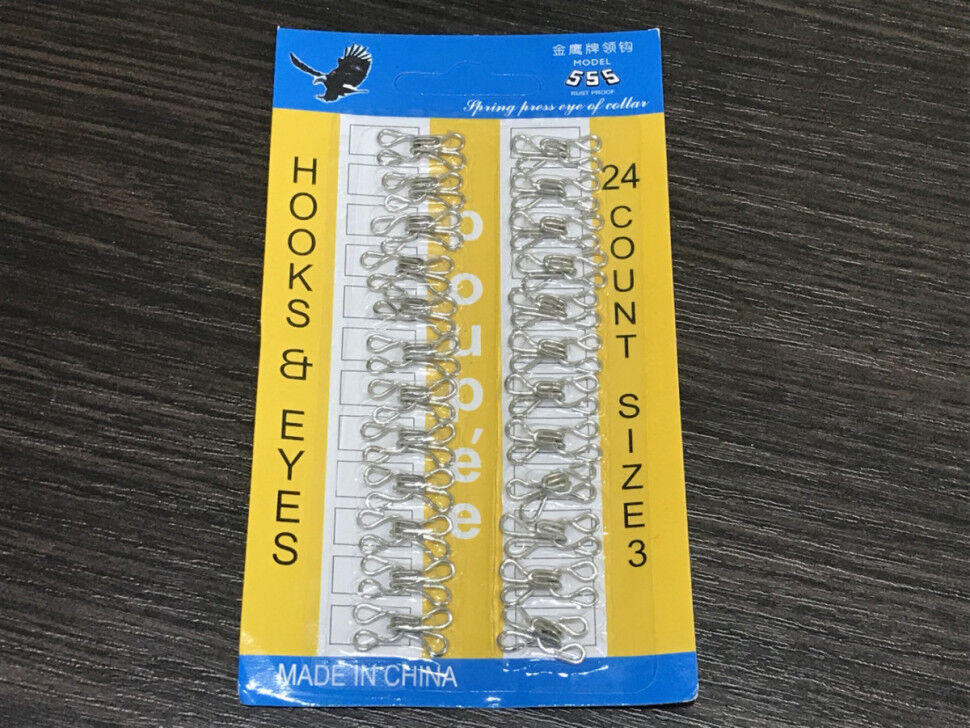 金鹰牌领钩
MODEL
555
RUST PROOF
Spring press eye of collar
HOOKS & EYES
poupée
24 COUNT SIZE 3
MADE IN CHINA